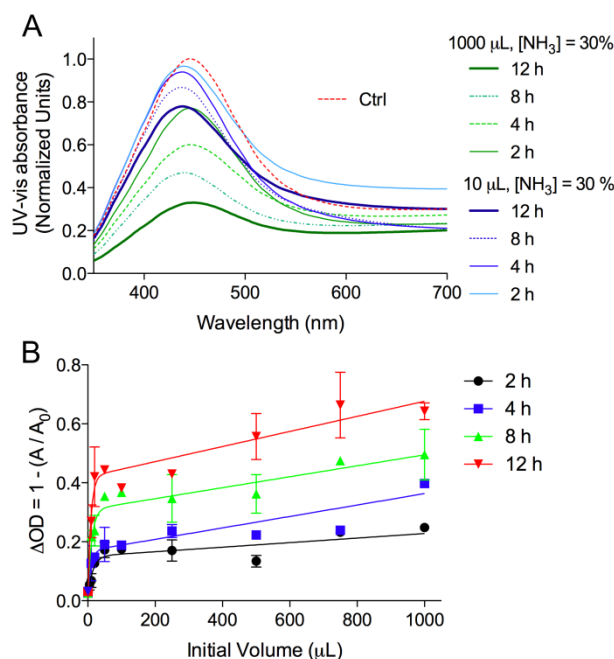 A
UV-vis absorbance
(Normalized Units)
1.0
0.8
0.6
0.4
0.2
0.0
400
500
600
700
Wavelength (nm)
Ctrl
1000 μL, [NH₃] = 30%
12 h
8 h
4 h
2 h
10 μL, [NH₃] = 30 %
12 h
8 h
4 h
2 h
B
ΔOD = 1 - (A / A₀)
0.8
0.6
0.4
0.2
0.0
0
200
400
600
800
1000
Initial Volume (μL)
2 h
4 h
8 h
12 h